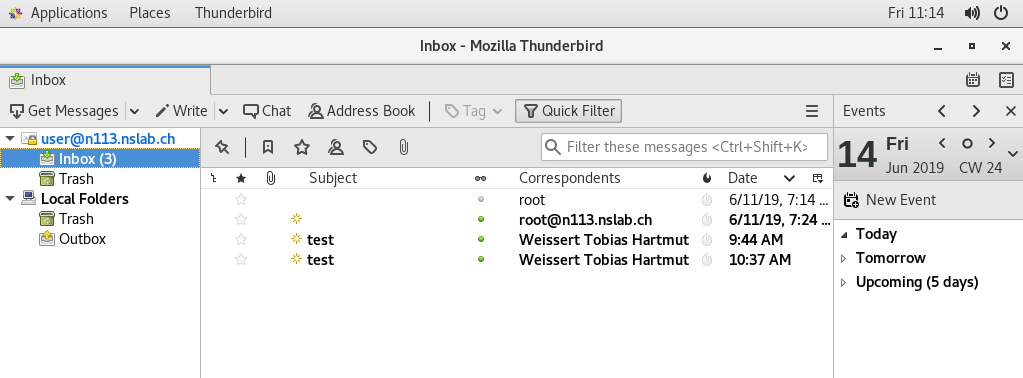 Applications Places Thunderbird Fri 11:14
Inbox - Mozilla Thunderbird
Inbox
Get Messages Write Chat Address Book Tag Quick Filter Events
user@n113.nslab.ch
Inbox (3)
Trash
Local Folders
Trash
Outbox
Filter these messages <Ctrl+Shift+K>
Subject Correspondents Date
root 6/11/19, 7:14 ...
root@n113.nslab.ch 6/11/19, 7:24 ...
test Weissert Tobias Hartmut 9:44 AM
test Weissert Tobias Hartmut 10:37 AM
14 Fri
Jun 2019 CW 24
New Event
Today
Tomorrow
Upcoming (5 days)